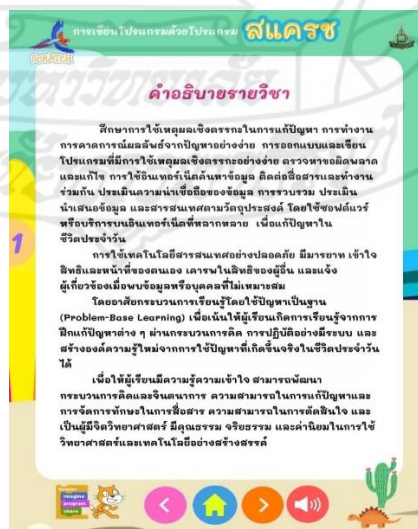 การเขียนโปรแกรมด้วยโปรแกรม สแครช
SCRATCH
คำอธิบายรายวิชา
ศึกษาการใช้เหตุผลเชิงตรรกะในการแก้ปัญหา การทำงาน
การคาดการณ์ผลลัพธ์จากปัญหาอย่างง่าย การออกแบบและเขียน
โปรแกรมที่มีการใช้เหตุผลเชิงตรรกะอย่างง่าย ตรวจหาขอผิดพลาด
และแก้ไข การใช้อินเทอร์เน็ตค้นหาข้อมูล ติดต่อสื่อสารและทำงาน
ร่วมกัน ประเมินความน่าเชื่อถือของข้อมูล การรวบรวม ประเมิน
นำเสนอข้อมูล และสารสนเทศตามวัตถุประสงค์ โดยใช้ซอฟต์แวร์
หรือบริการบนอินเทอร์เน็ตที่หลากหลาย เพื่อแก้ปัญหาใน
ชีวิตประจำวัน
การใช้เทคโนโลยีสารสนเทศอย่างปลอดภัย มีมารยาท เข้าใจ
สิทธิและหน้าที่ของตนเอง เคารพในสิทธิของผู้อื่น และแจ้ง
ผู้เกี่ยวข้องเมื่อพบข้อมูลหรือบุคคลที่ไม่เหมาะสม
โดยอาศัยกระบวนการเรียนรู้โดยใช้ปัญหาเป็นฐาน
(Problem-Base Learning) เพื่อเน้นให้ผู้เรียนเกิดการเรียนรู้จากการ
ฝึกแก้ปัญหาต่าง ๆ ผ่านกระบวนการคิด การปฏิบัติอย่างมีระบบ และ
สร้างองค์ความรู้ใหม่จากการใช้ปัญหาที่เกิดขึ้นจริงในชีวิตประจำวัน
ได้
เพื่อให้ผู้เรียนมีความรู้ความเข้าใจ สามารถพัฒนา
กระบวนการคิดและจินตนาการ ความสามารถในการแก้ปัญหาและ
การจัดการทักษะในการสื่อสาร ความสามารถในการตัดสินใจ และ
เป็นผู้มีจิตวิทยาศาสตร์ มีคุณธรรม จริยธรรม และค่านิยมในการใช้
วิทยาศาสตร์และเทคโนโลยีอย่างสร้างสรรค์
1
imagine
program
share